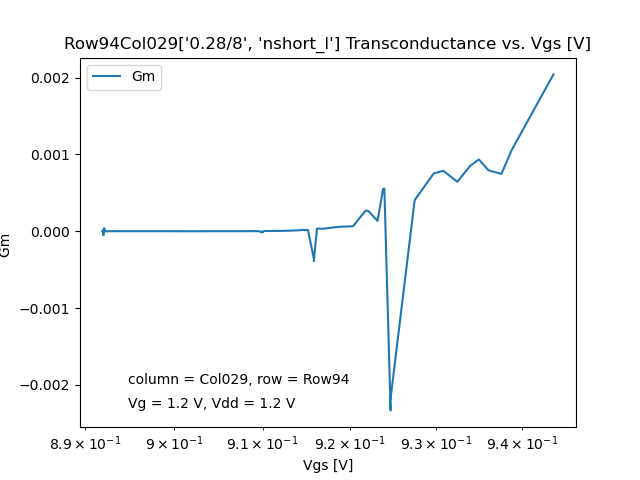 Row94Col029['0.28/8', 'nshort_l'] Transconductance vs. Vgs [V]
Gm
0.002
0.001
0.000
−0.001
−0.002
Gm
column = Col029, row = Row94
Vg = 1.2 V, Vdd = 1.2 V
8.9 × 10⁻¹ 9 × 10⁻¹ 9.1 × 10⁻¹ 9.2 × 10⁻¹ 9.3 × 10⁻¹ 9.4 × 10⁻¹
Vgs [V]